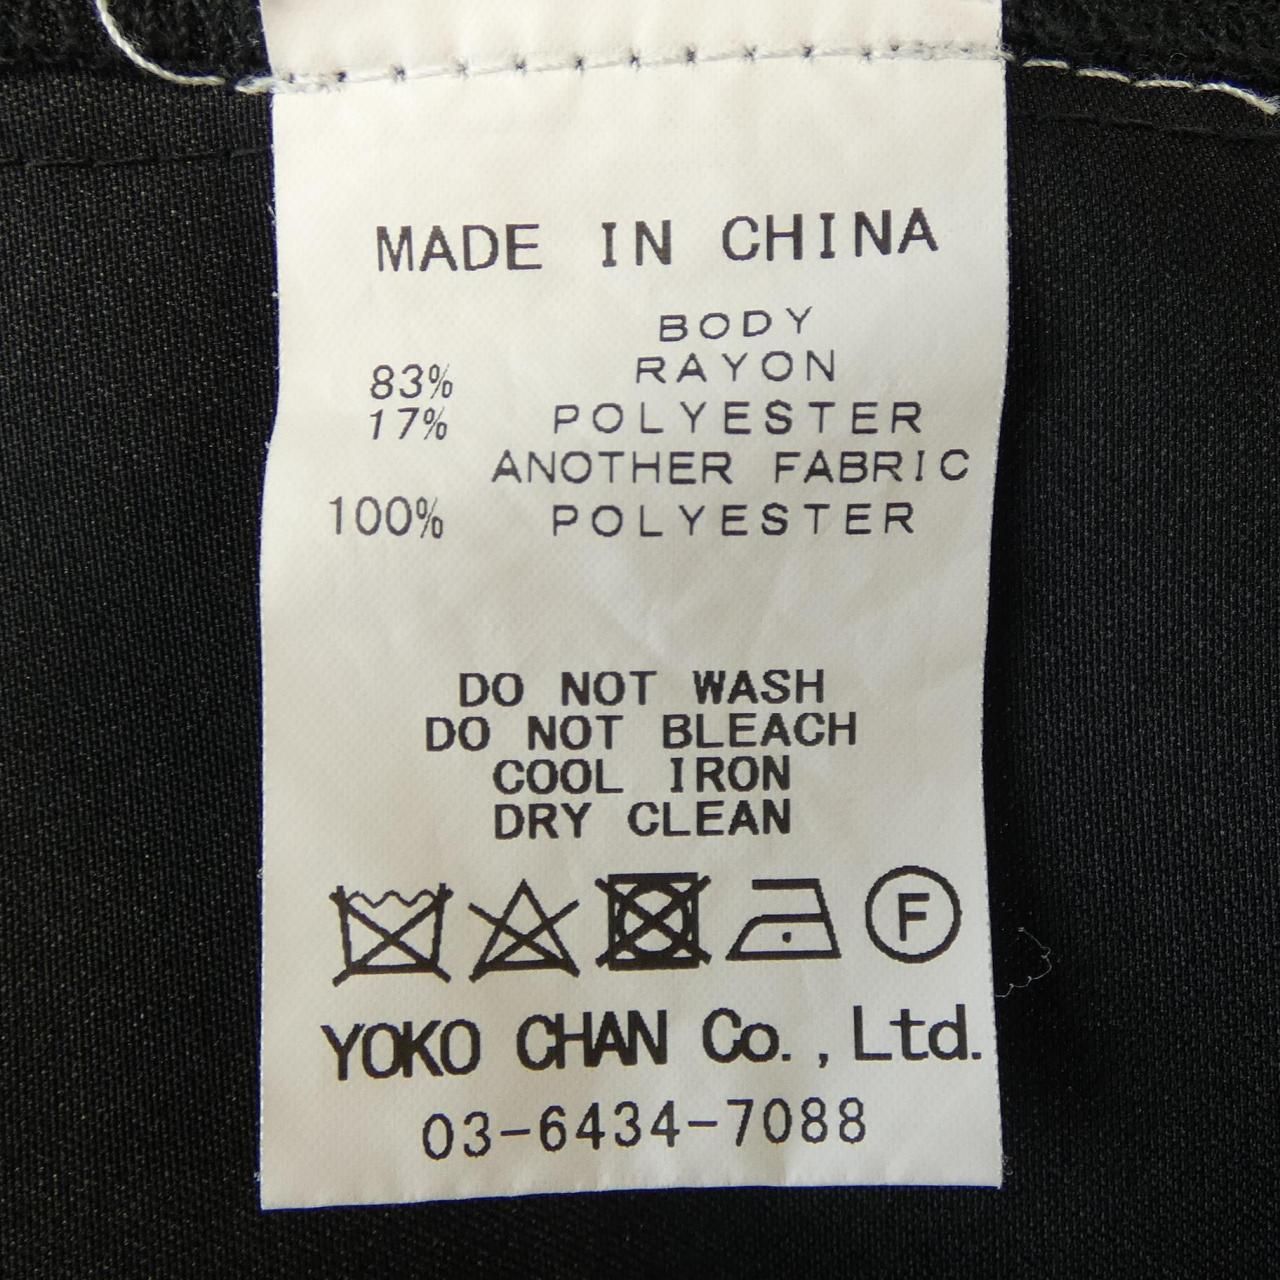 MADE IN CHINA
BODY
83% RAYON
17% POLYESTER
ANOTHER FABRIC
100% POLYESTER
DO NOT WASH
DO NOT BLEACH
COOL IRON
DRY CLEAN
F
YOKO CHAN Co.,Ltd.
03-6434-7088